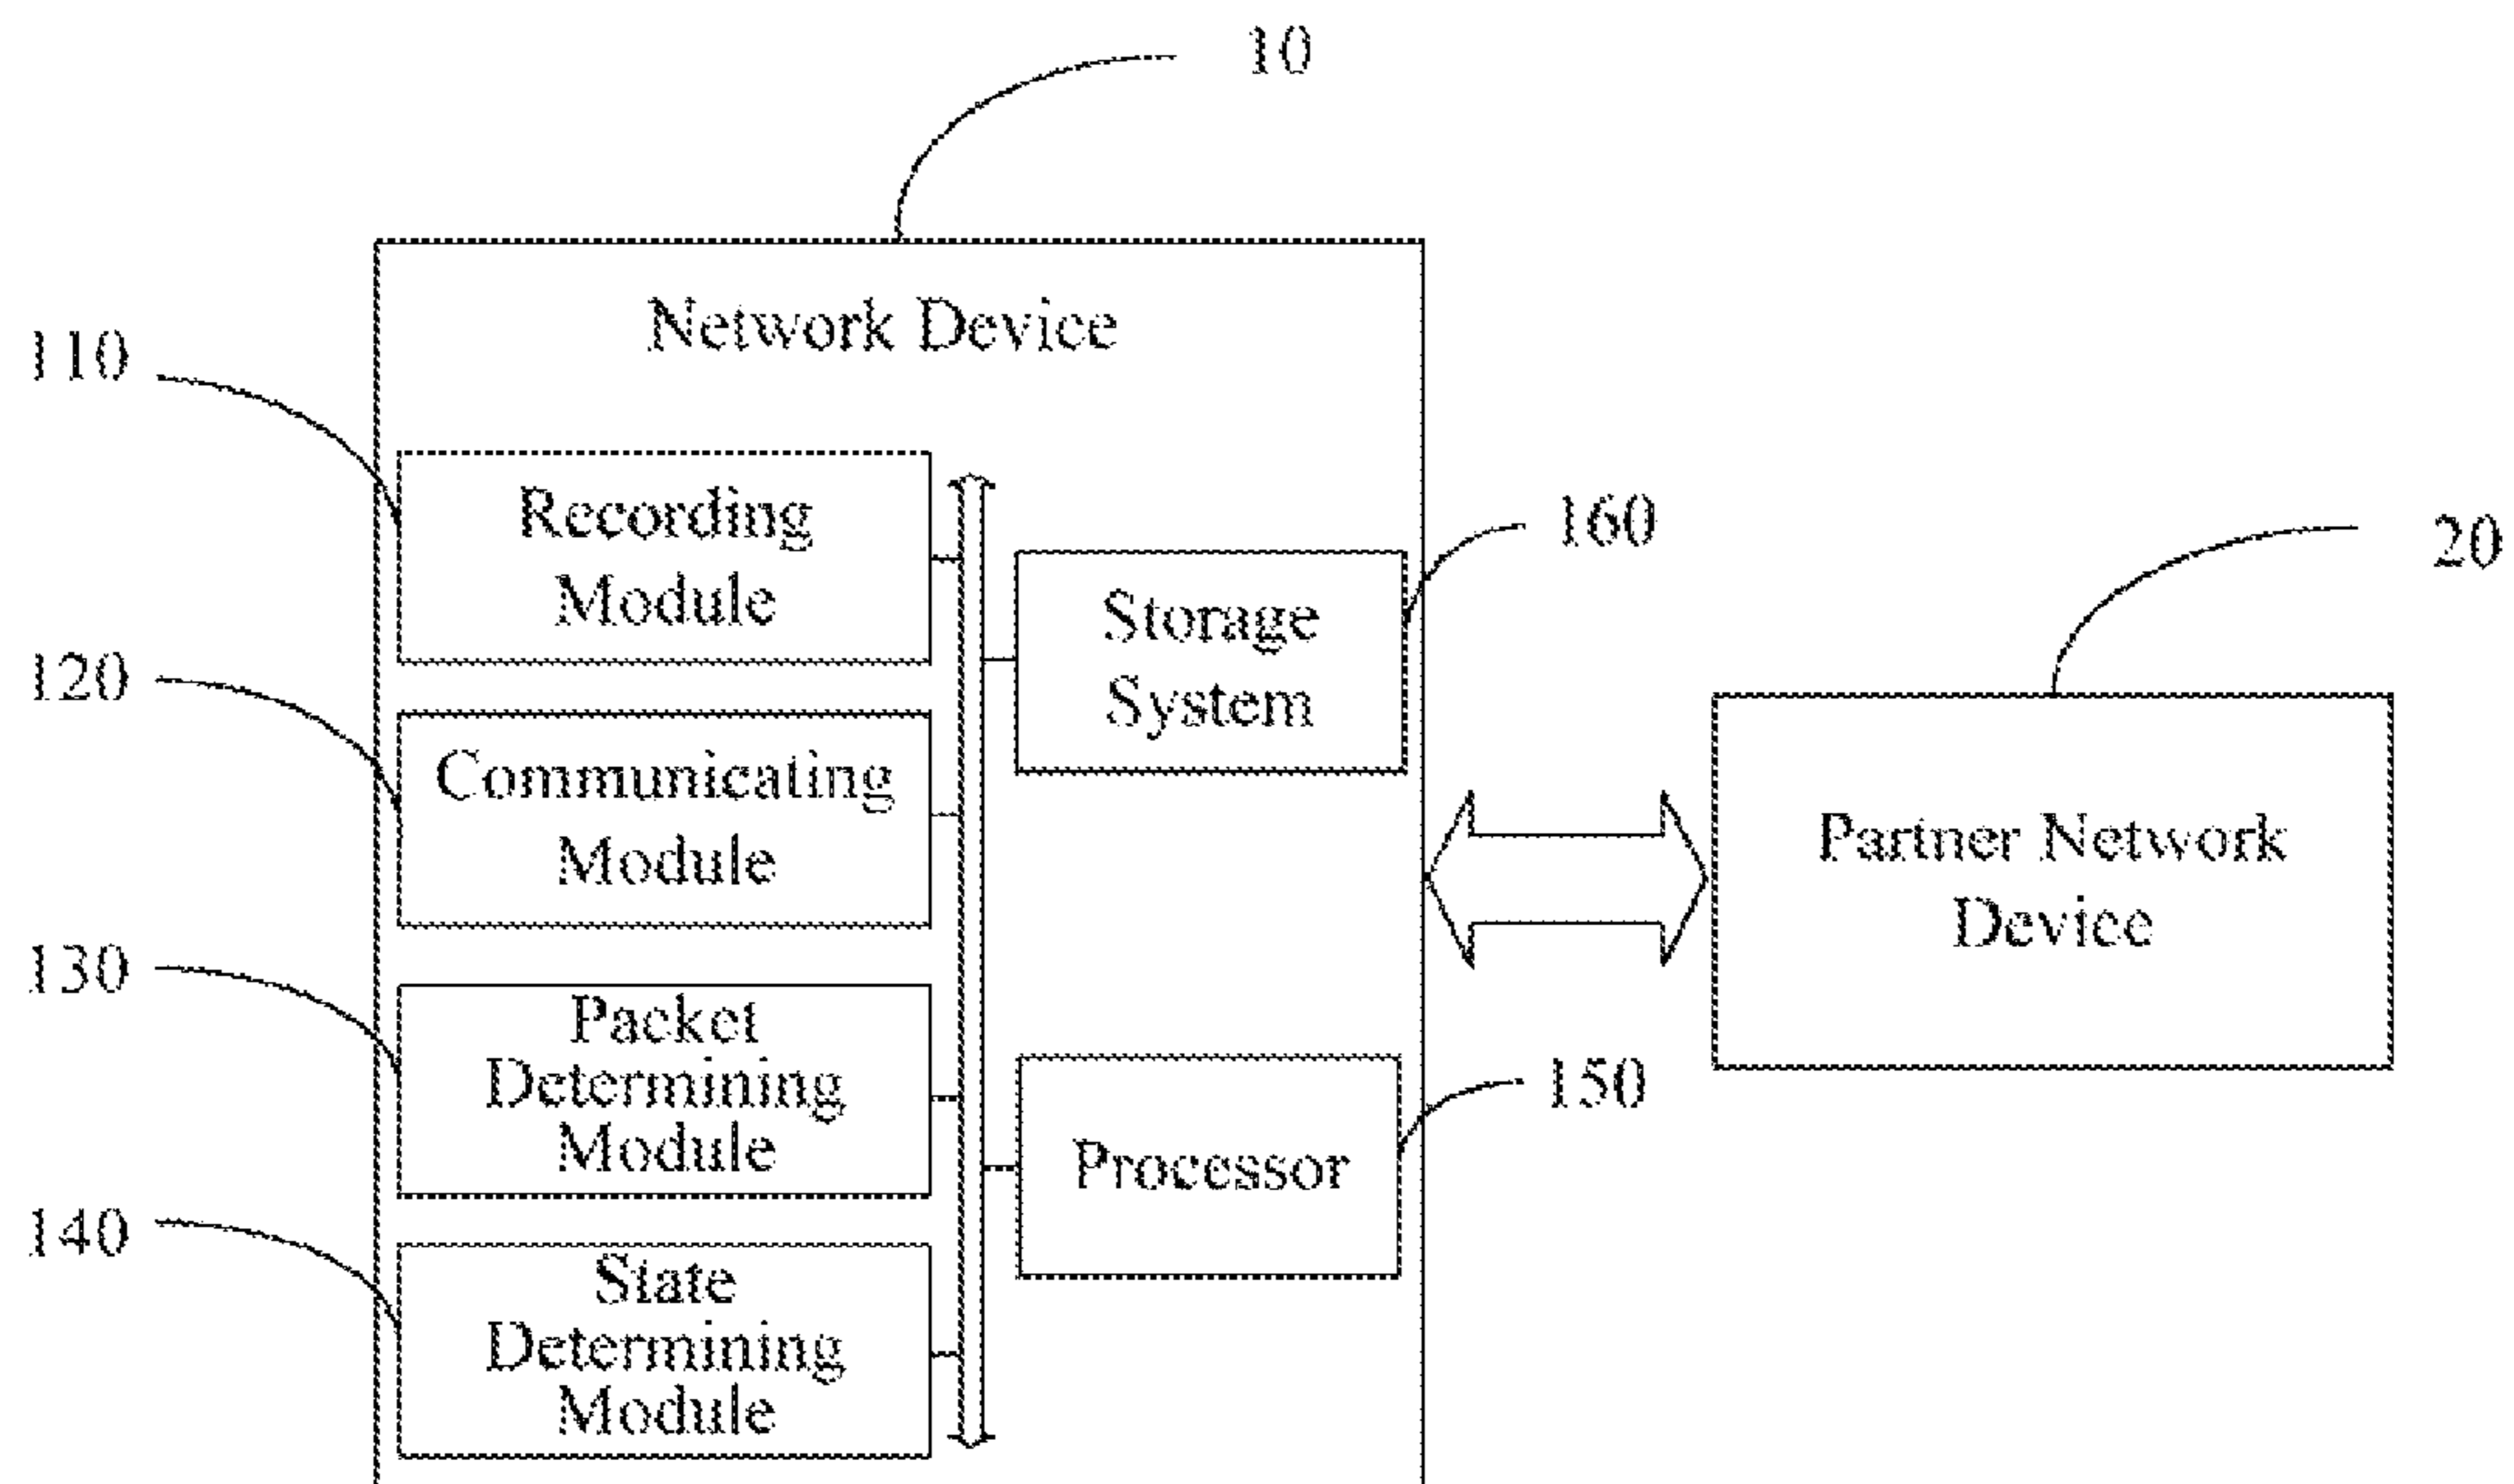 10
Network Device
110
Recording
Module
160
Storage
System
20
120
Communicating
Module
Partner Network
Device
130
Packet
Determining
Module
150
Processor
140
State
Determining
Module